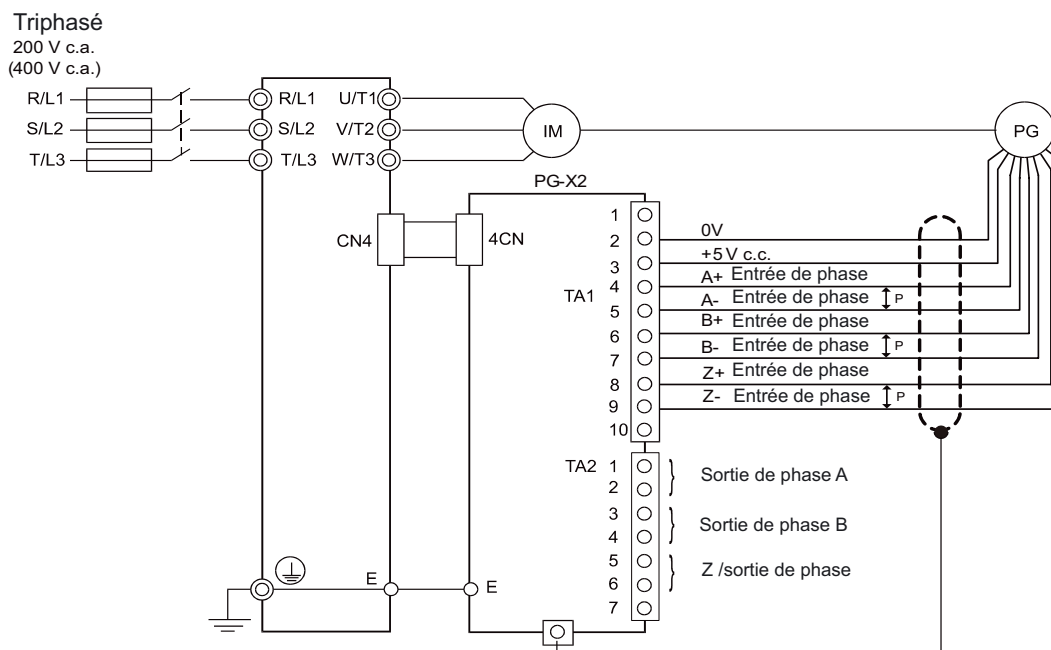 Triphasé
200 V c.a.
(400 V c.a.)
R/L1
R/L1
U/T1
S/L2
S/L2
V/T2
IM
PG
T/L3
T/L3
W/T3
PG-X2
CN4
4CN
TA1
1
2
3
4
5
6
7
8
9
10
0V
+5 V c.c.
A+ Entrée de phase
A- Entrée de phase P
B+ Entrée de phase
B- Entrée de phase P
Z+ Entrée de phase
Z- Entrée de phase P
TA2
1
2
3
4
5
6
7
Sortie de phase A
Sortie de phase B
Z /sortie de phase
E
E